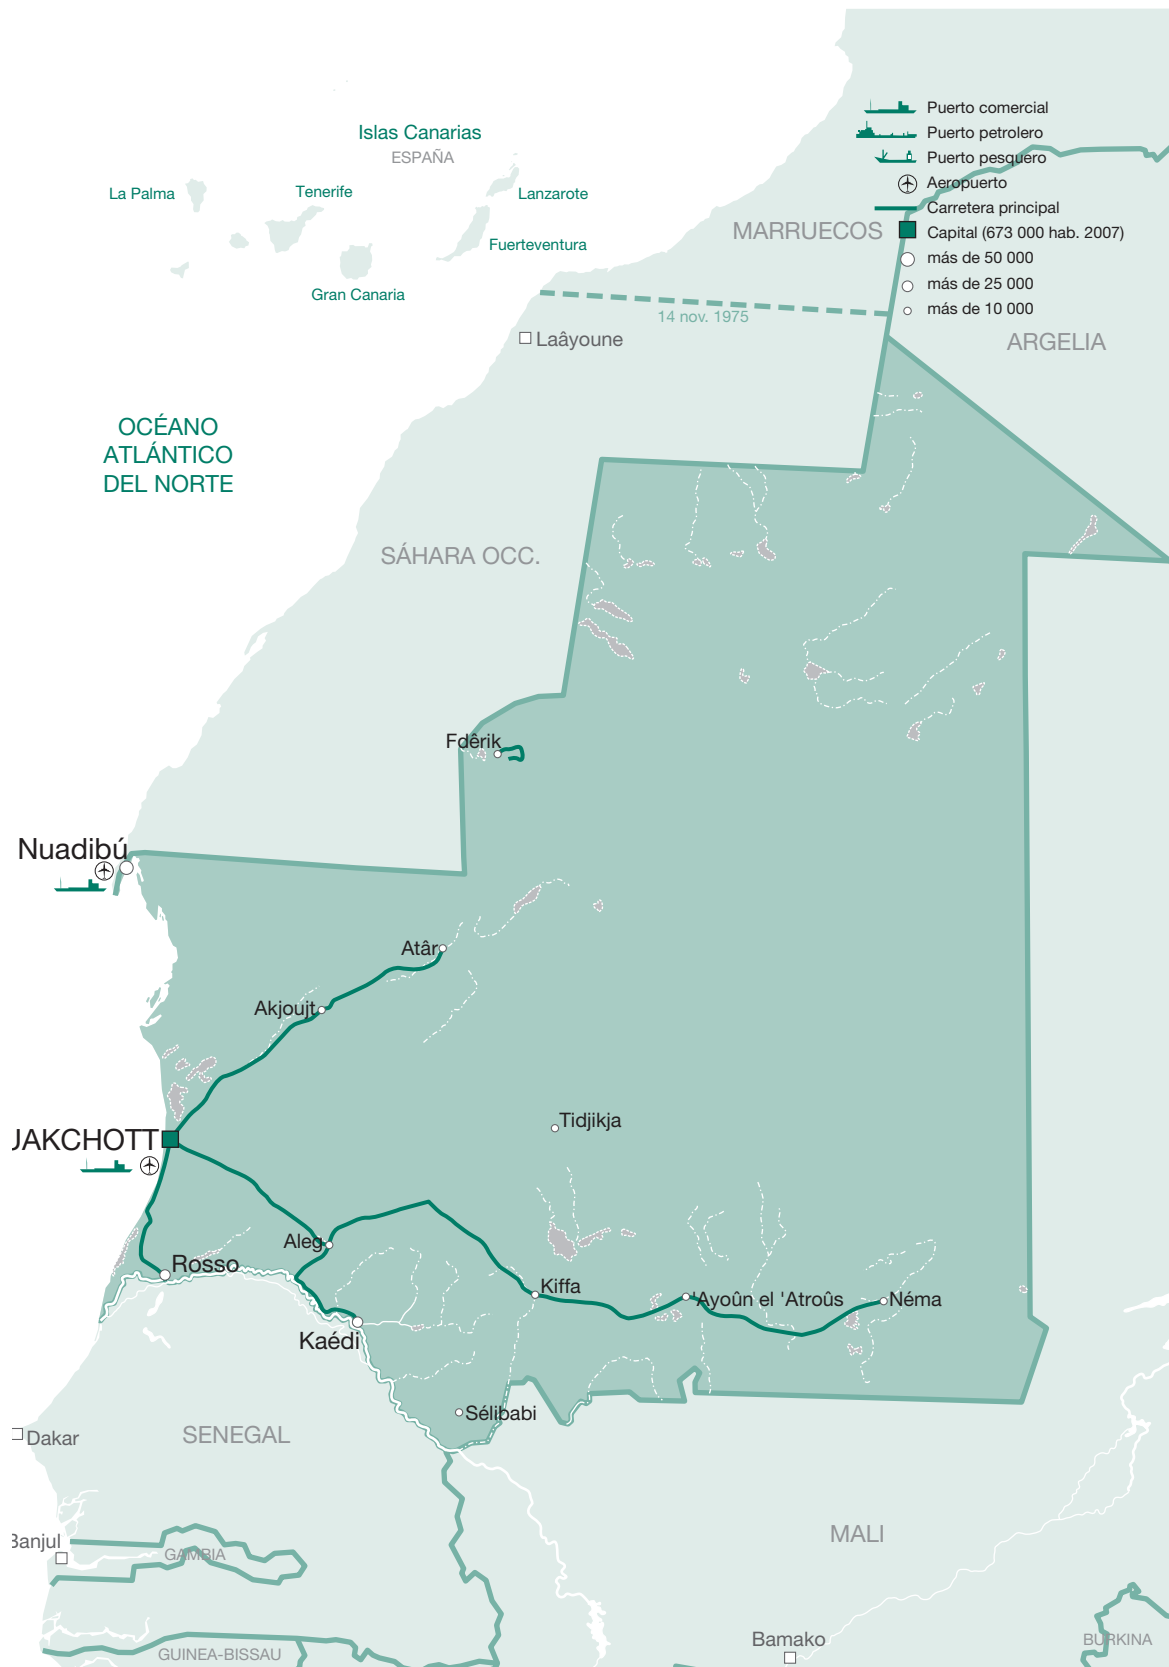 Puerto comercial
Puerto petrolero
Puerto pesquero
Aeropuerto
Carretera principal
Capital (673 000 hab. 2007)
más de 50 000
más de 25 000
más de 10 000
Islas Canarias
ESPAÑA
La Palma
Tenerife
Lanzarote
Fuerteventura
Gran Canaria
MARRUECOS
14 nov. 1975
Laâyoune
ARGELIA
OCÉANO
ATLÁNTICO
DEL NORTE
SÁHARA OCC.
Fdêrik
Nuadibú
Atâr
Akjoujt
Tidjikja
JAKCHOTT
Aleg
Rosso
Kiffa
'Ayoûn el 'Atroûs
Néma
Kaédi
Sélibabi
Dakar
SENEGAL
MALI
Banjul
GAMBIA
Bamako
BURKINA
GUINEA-BISSAU